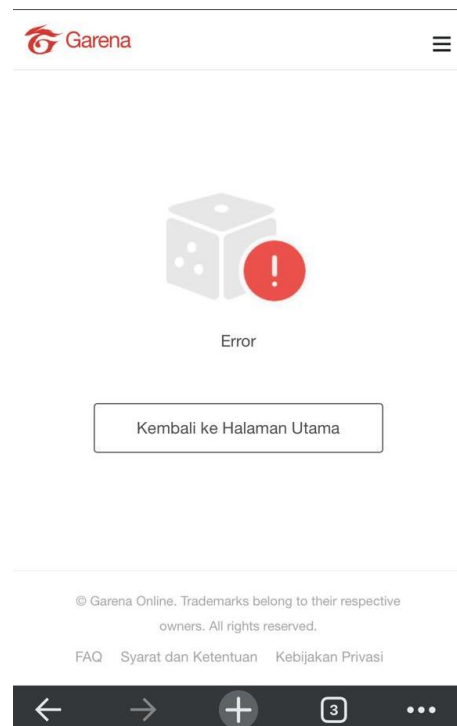 Garena
!
Error
Kembali ke Halaman Utama
© Garena Online. Trademarks belong to their respective
owners. All rights reserved.
FAQ Syarat dan Ketentuan Kebijakan Privasi
3